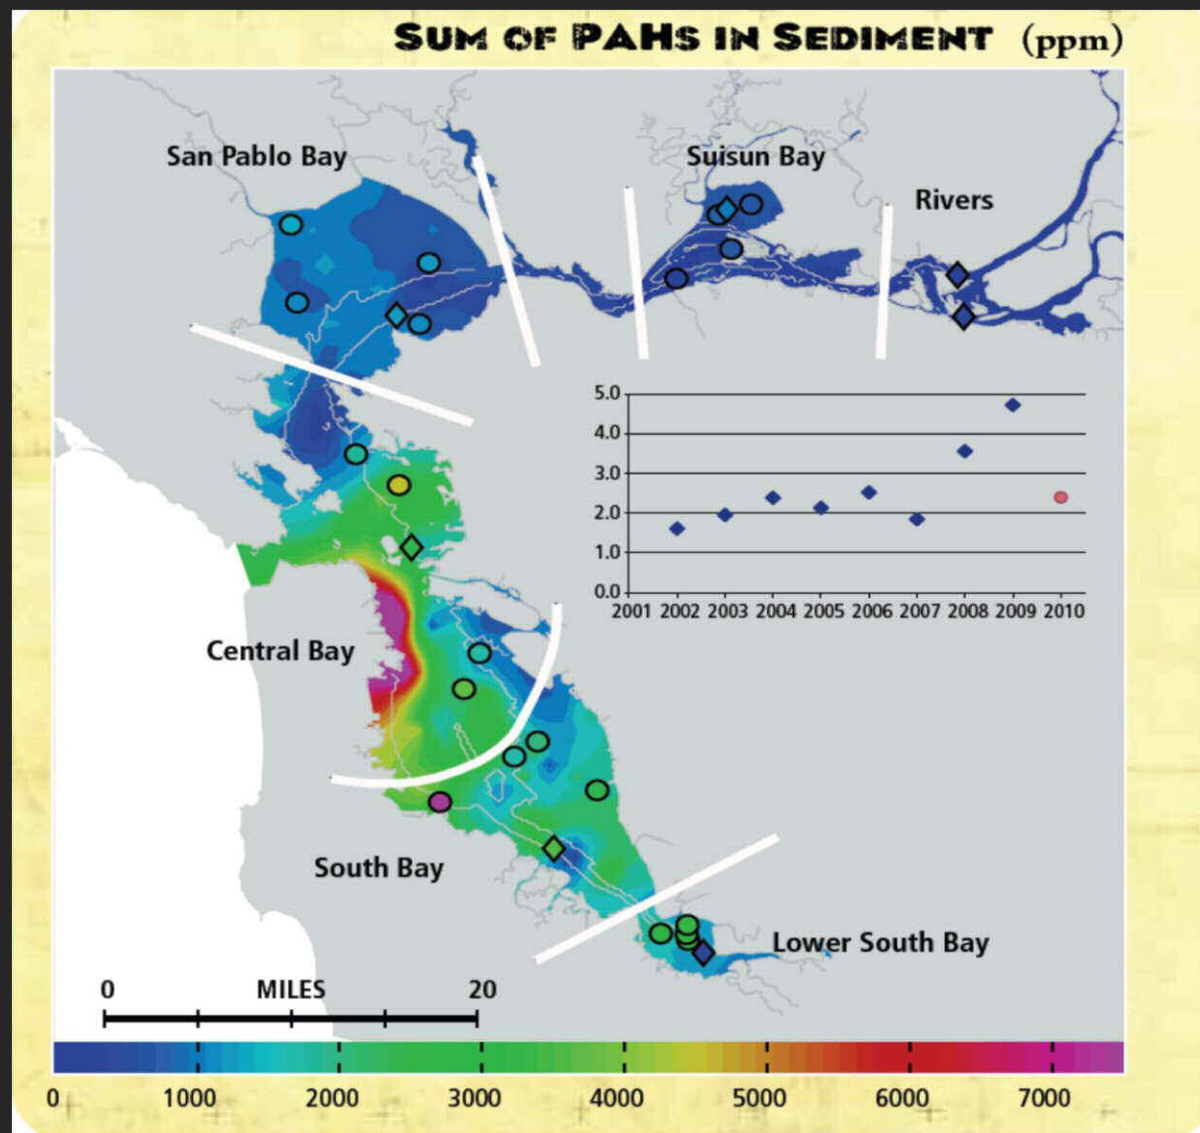 SUM OF PAHS IN SEDIMENT (ppm)
San Pablo Bay
Suisun Bay
Rivers
5.0
4.0
3.0
2.0
1.0
0.0
2001 2002 2003 2004 2005 2006 2007 2008 2009 2010
Central Bay
South Bay
Lower South Bay
0 MILES 20
0 1000 2000 3000 4000 5000 6000 7000